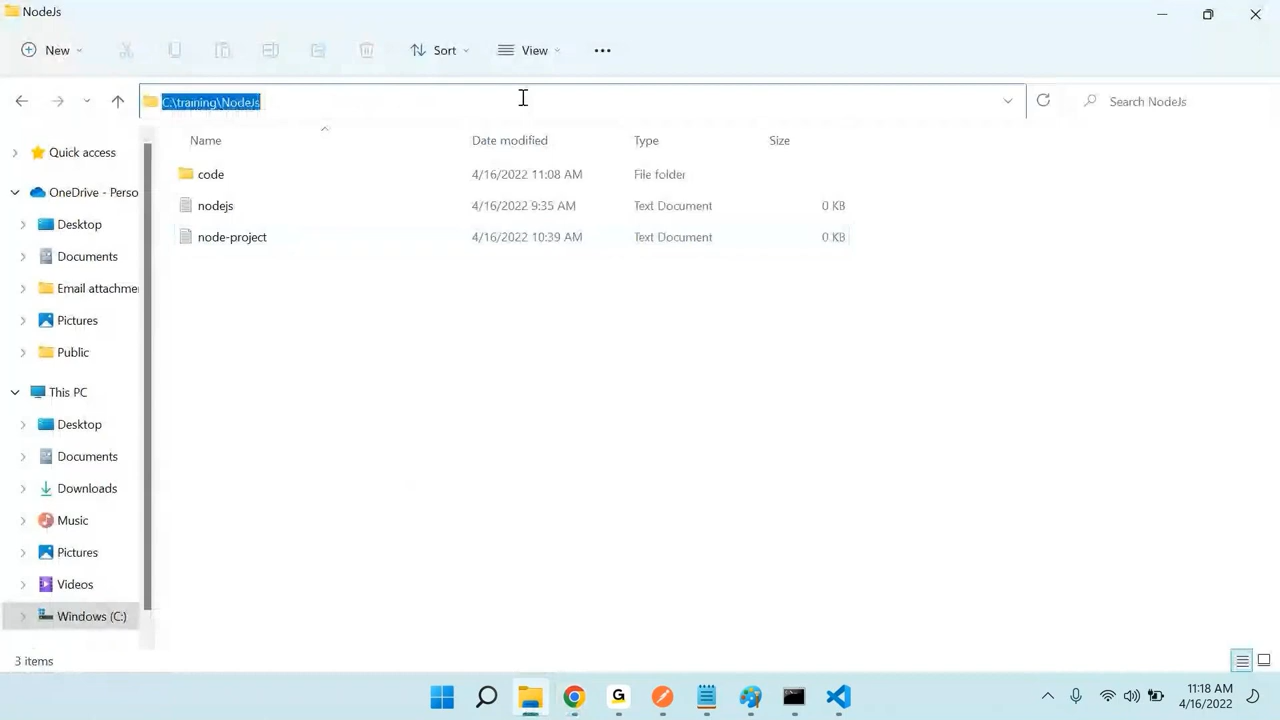 NodeJs
New
Sort
View
C:\training\NodeJs
Search NodeJs
Name
Date modified
Type
Size
Quick access
code
4/16/2022 11:08 AM
File folder
OneDrive - Perso
nodejs
4/16/2022 9:35 AM
Text Document
0 KB
Desktop
node-project
4/16/2022 10:39 AM
Text Document
0 KB
Documents
Email attachme
Pictures
Public
This PC
Desktop
Documents
Downloads
Music
Pictures
Videos
Windows (C:)
3 items
G
11:18 AM
4/16/2022